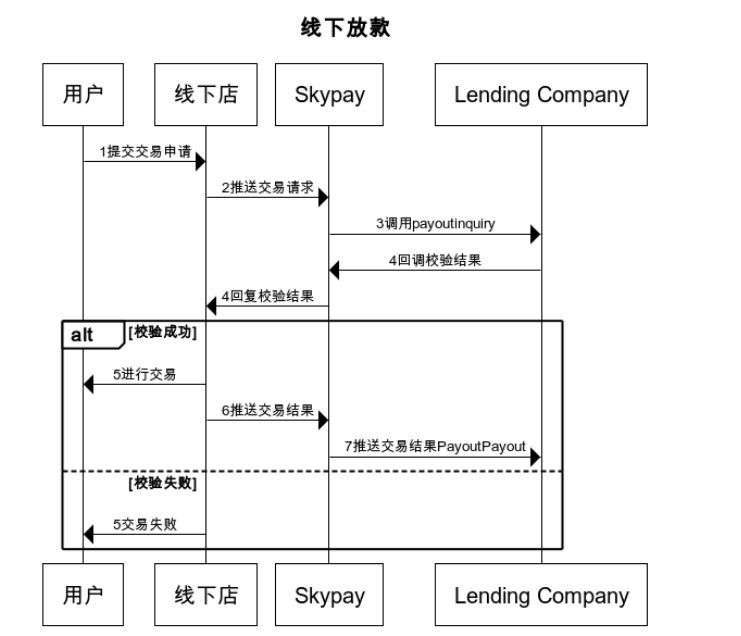 线下放款
用户 线下店 Skypay Lending Company
1提交交易申请
2推送交易请求
3调用payoutinquiry
4回调校验结果
4回复校验结果
alt [校验成功]
5进行交易
6推送交易结果
7推送交易结果PayoutPayout
[校验失败]
5交易失败
用户 线下店 Skypay Lending Company